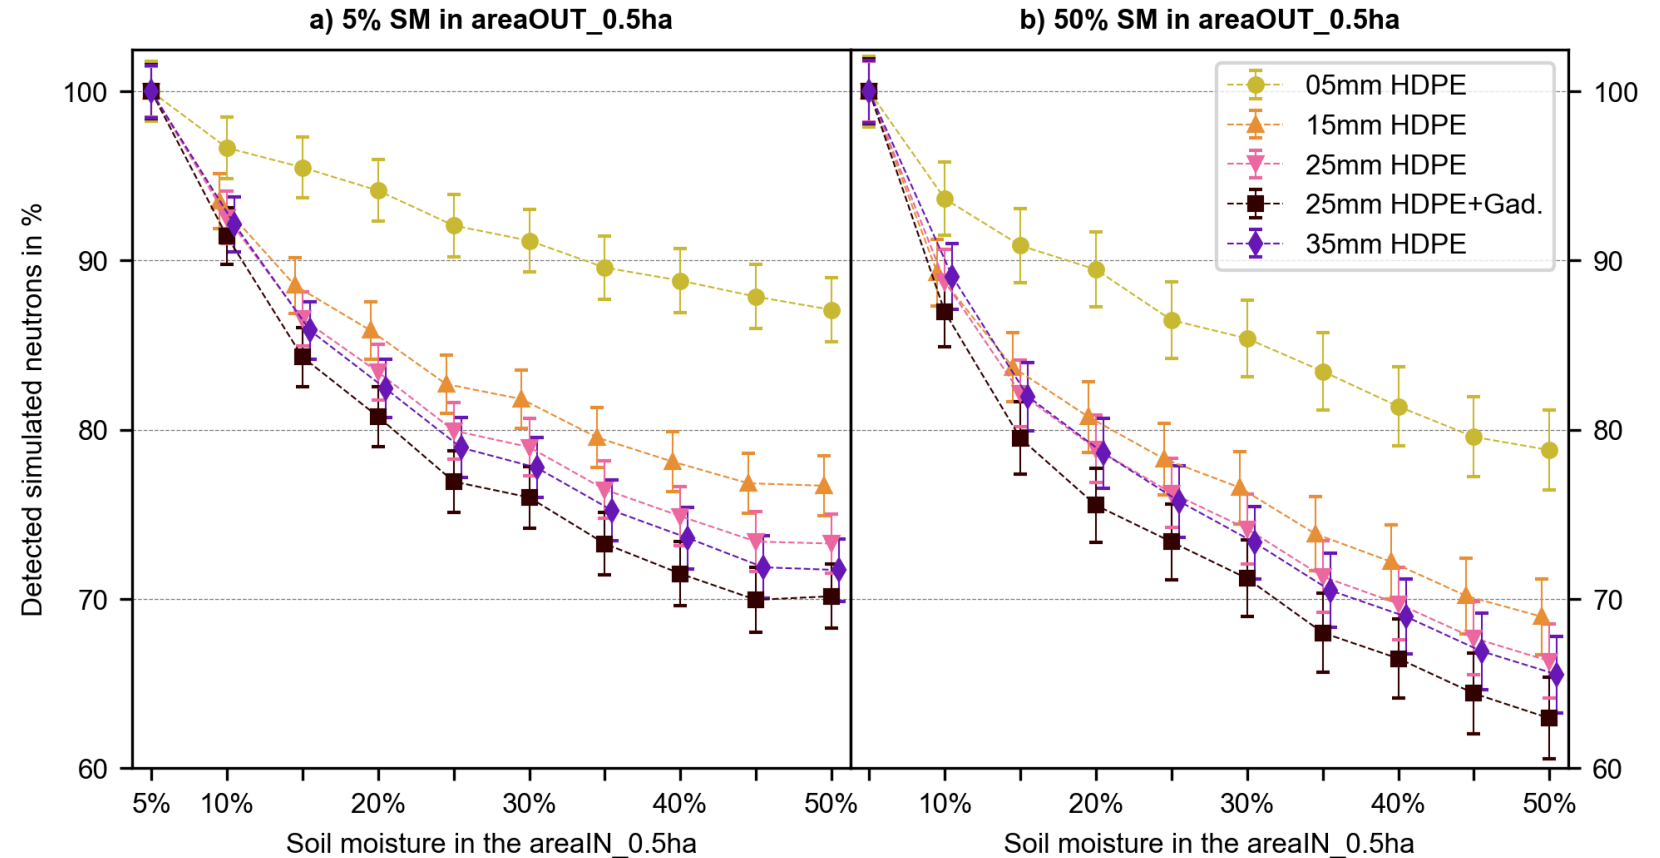 a) 5% SM in areaOUT_0.5ha
b) 50% SM in areaOUT_0.5ha
Detected simulated neutrons in %
100
90
80
70
60
05mm HDPE
15mm HDPE
25mm HDPE
25mm HDPE+Gad.
35mm HDPE
100
90
80
70
60
5% 10% 20% 30% 40% 50%
10% 20% 30% 40% 50%
Soil moisture in the areaIN_0.5ha
Soil moisture in the areaIN_0.5ha